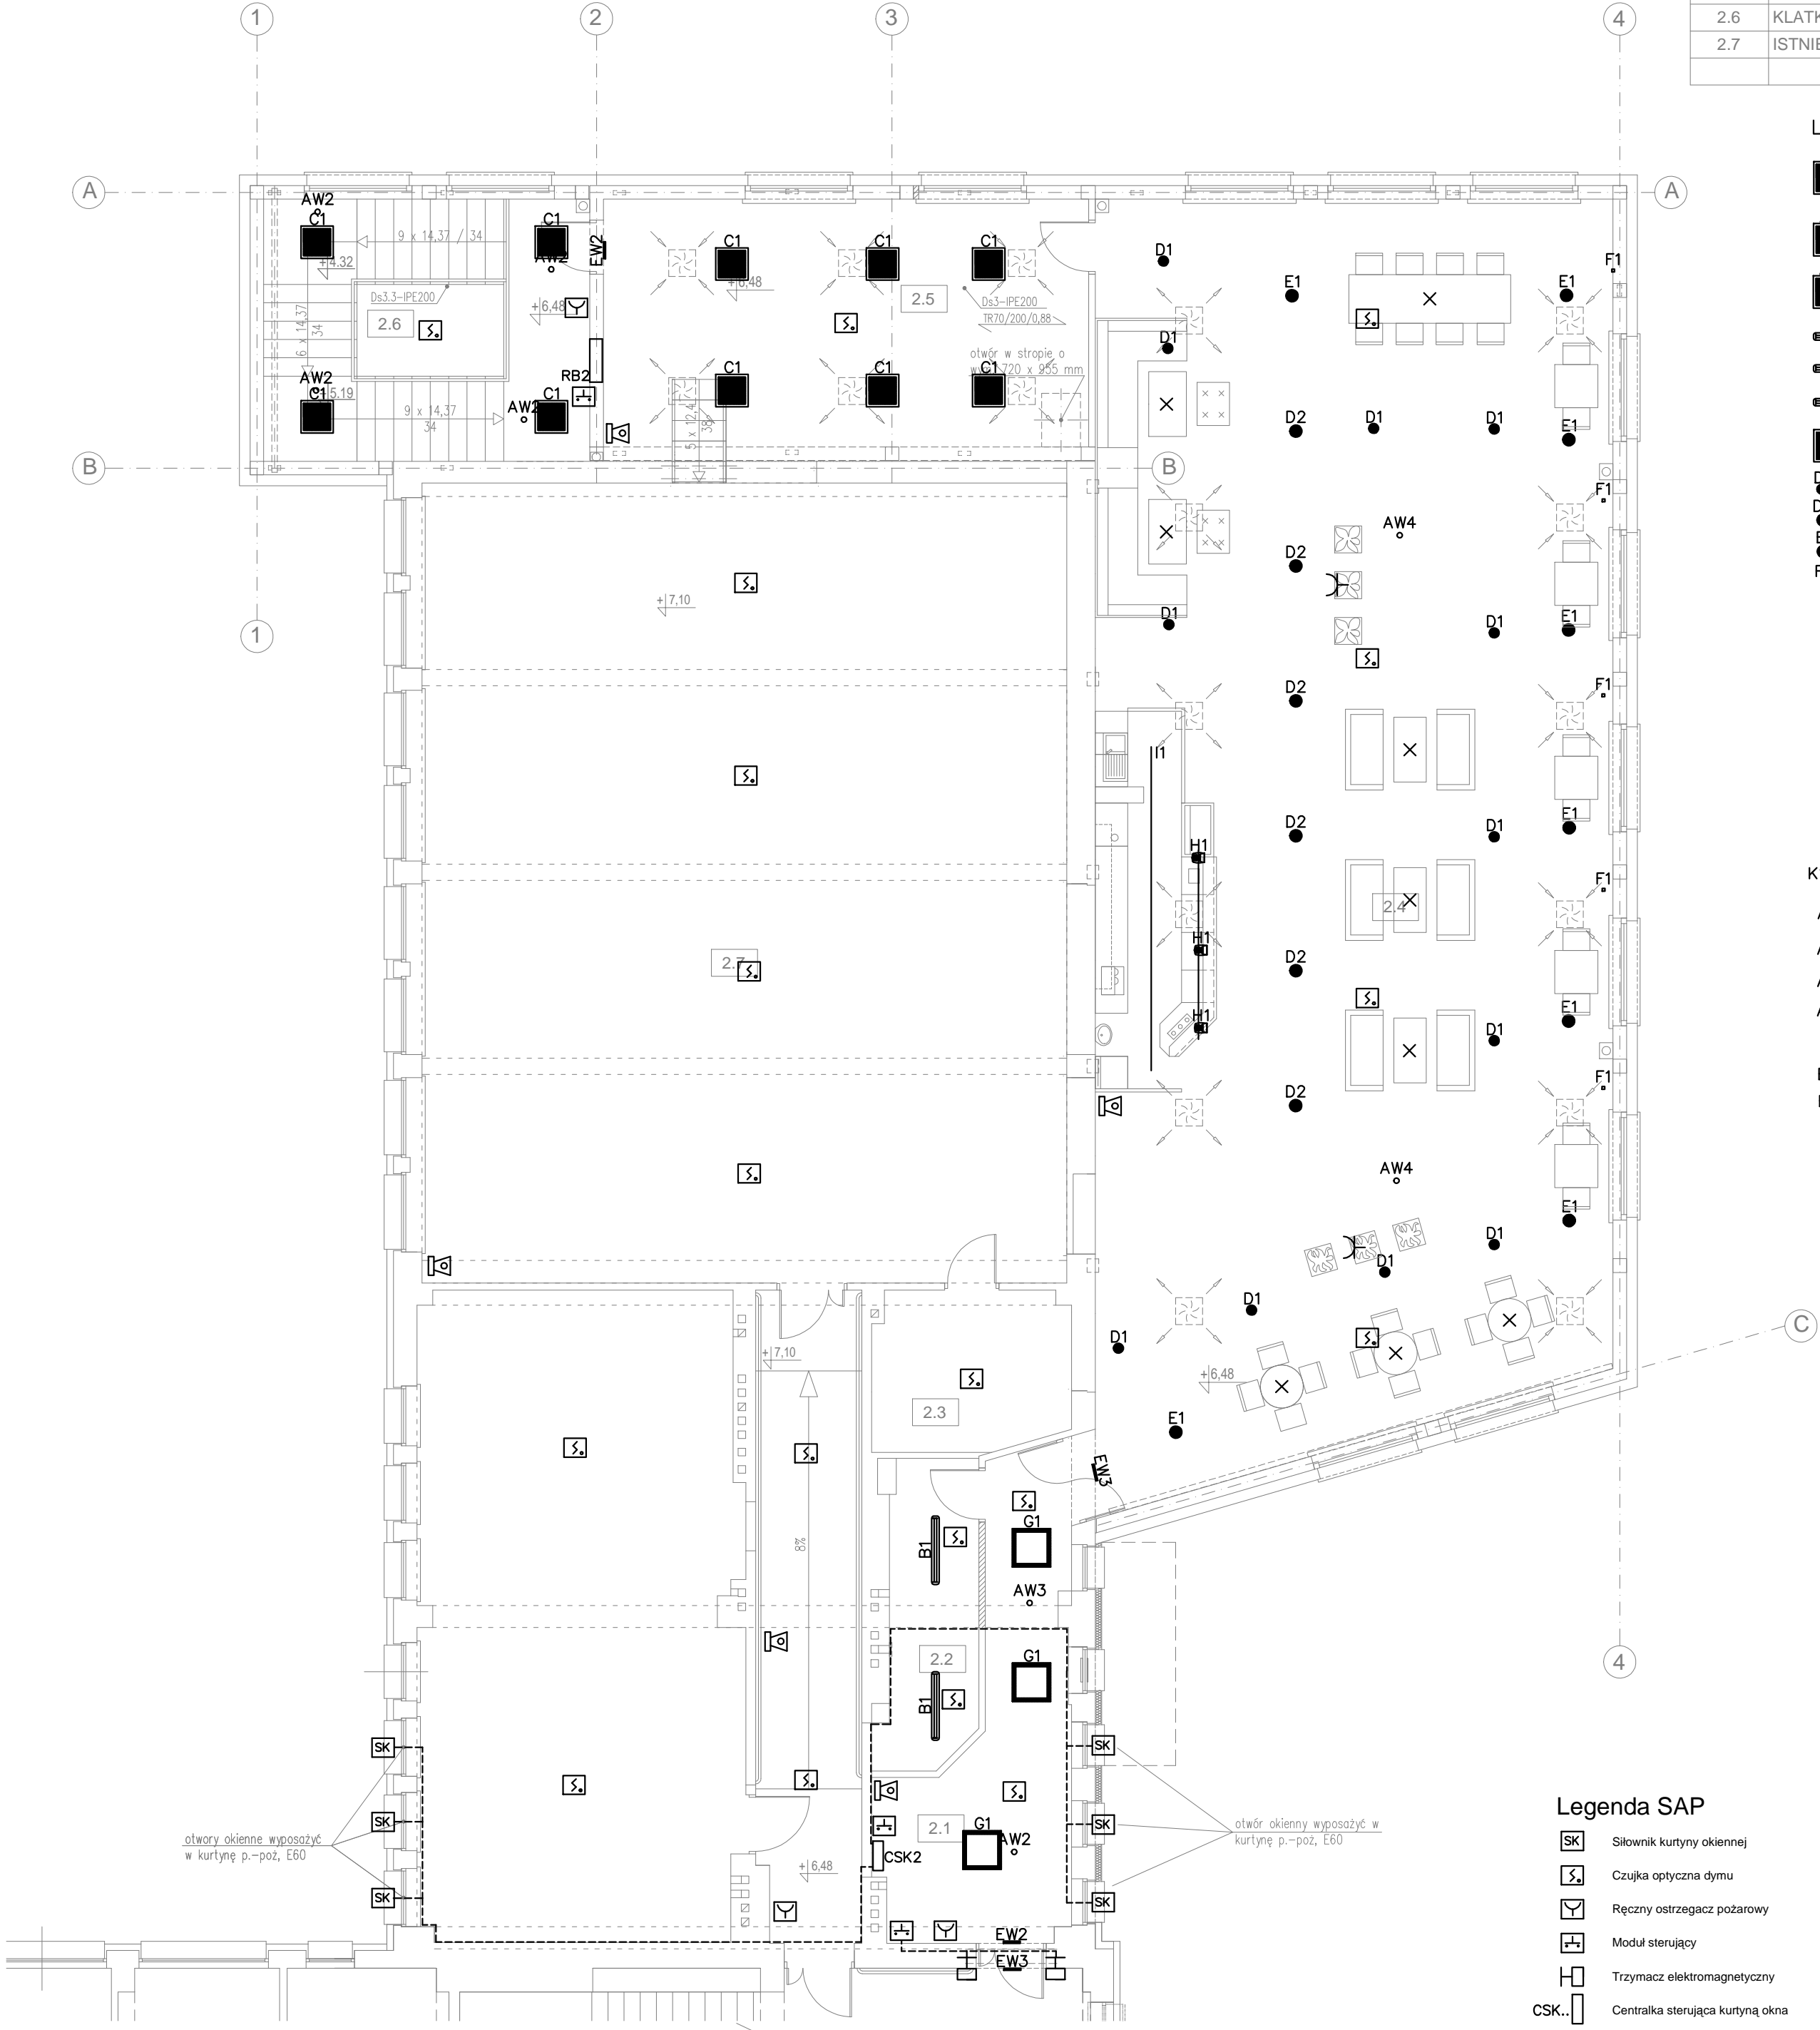 1
2
3
4
2.6 KLATK
2.7 ISTNIE
A
A
AW2
C1
9 x 14,37 / 34
+4.32
C1
AW2
EW2
Ds3.3-IPE200
2.6
6 x 14,37
34
+6,48
AW2
C1
5.19
9 x 14,37
34
RB2
AW2
C1
C1
C1
C1
+6,48
2.5
Ds3-IPE200
TR70/200/0,88
otwór w stropie o
wym 720 x 955 mm
C1
C1
C1
38
D1
E1
E1
F1
D1
D2
D1
D1
E1
B
B
F1
AW4
D2
+7,10
D1
D1
E1
1
D2
F1
I1
D2
D1
E1
H1
F1
2.4
H1
2.7
D2
H1
D1
E1
F1
D2
AW4
E1
D1
D1
D1
D1
C
+7,10
+6,48
2.3
E1
EW3
8%
G1
B1
AW3
2.2
G1
B1
4
SK
SK
SK
SK
SK
SK
otwory okienne wyposażyć
w kurtynę p.-poż, E60
otwór okienny wyposażyć w
kurtynę p.-poż, E60
2.1
G1
AW2
CSK2
+6,48
EW2
EW3
Legenda SAP
SK Siłownik kurtyny okiennej
Czujka optyczna dymu
Ręczny ostrzegacz pożarowy
Moduł sterujący
Trzymacz elektromagnetyczny
CSK.. Centralka sterująca kurtyną okna